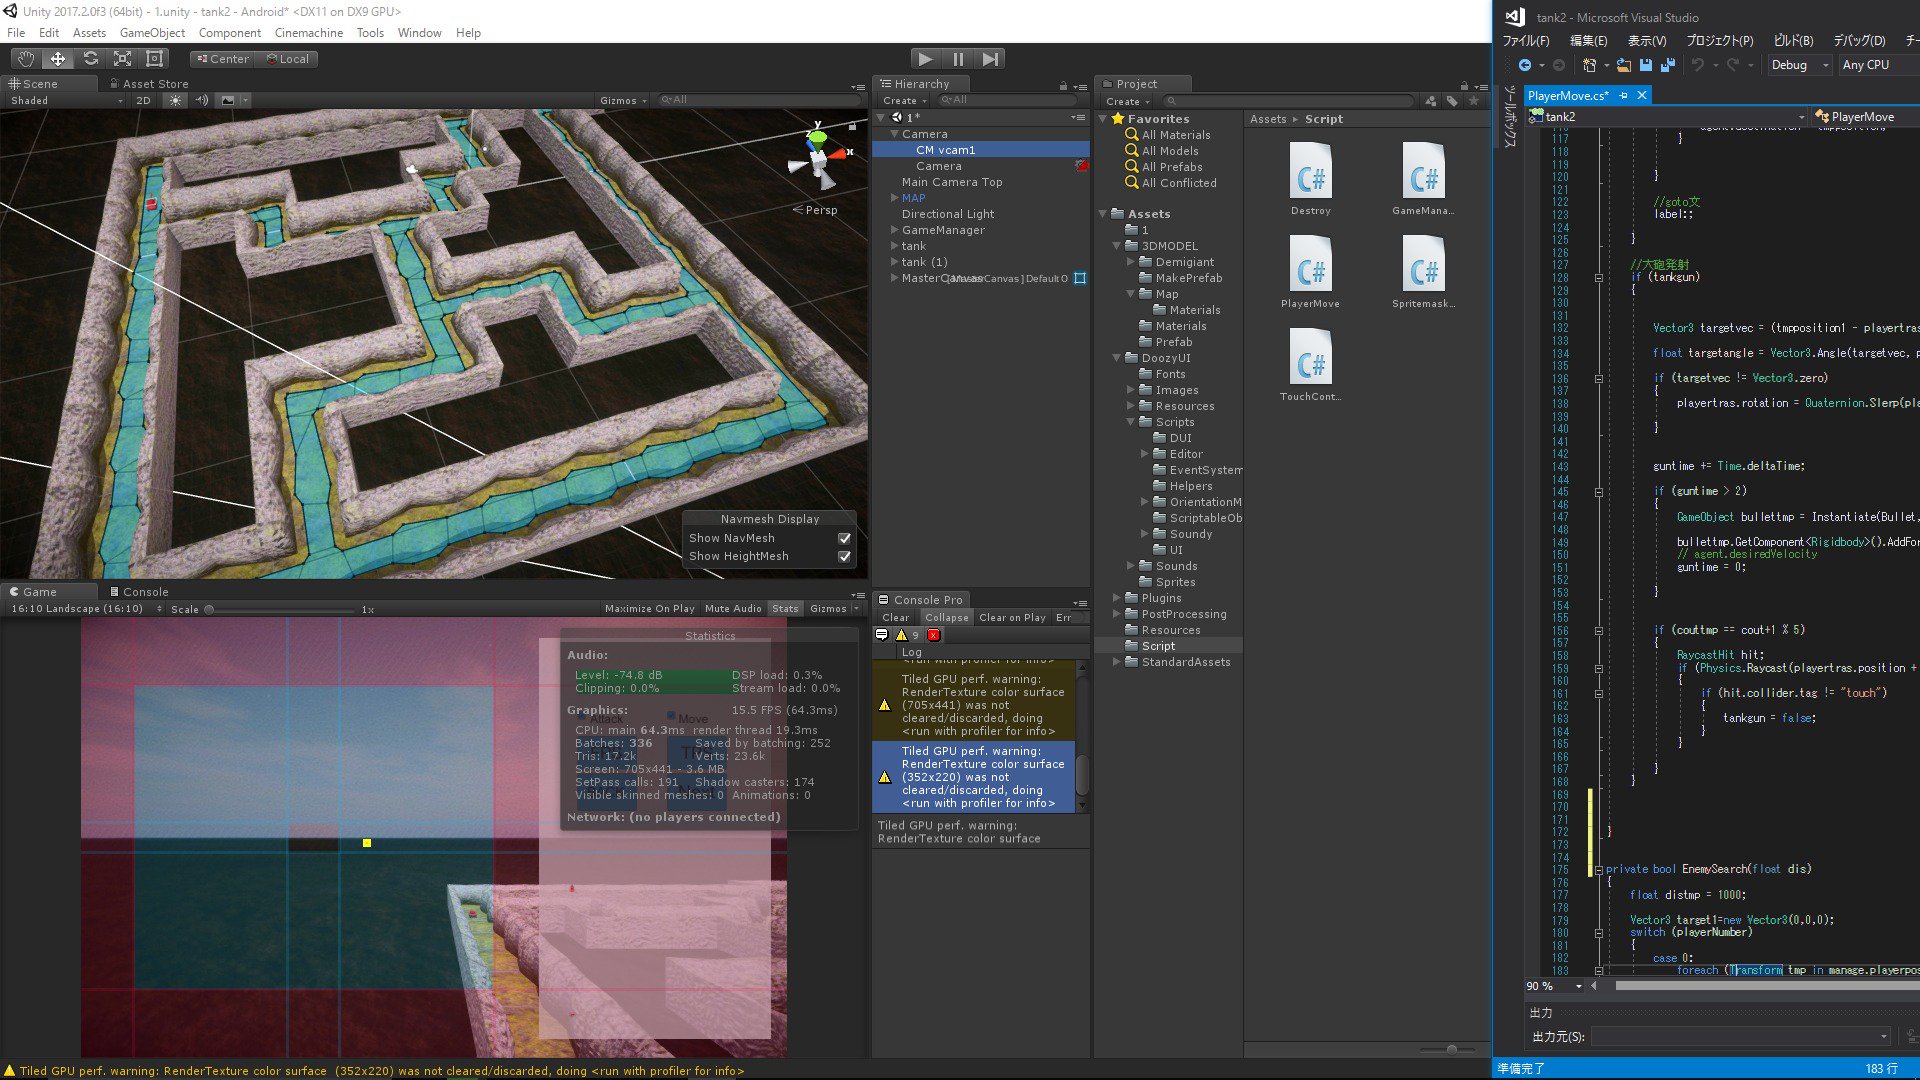 Unity 2017.2.0f3 (64bit) - 1.unity - tank2 - Android* <DX11 on DX9 GPU>
File Edit Assets GameObject Component Cinemachine Tools Window Help
Center Local
Scene Asset Store
Shaded 2D Gizmos All
y
z
x
Persp
Navmesh Display
Show NavMesh
Show HeightMesh
Game Console
16:10 Landscape (16:10) Scale 1x Maximize On Play Mute Audio Stats Gizmos
Statistics
Audio:
Level: -74.8 dB DSP load: 0.3%
Clipping: 0.0% Stream load: 0.0%
Graphics: 15.5 FPS (64.3ms)
Attack Move
CPU: main 64.3ms render thread 19.3ms
Batches: 336 Saved by batching: 252
Tris: 17.2k Verts: 23.6k
Screen: 705x441 - 3.6 MB
SetPass calls: 191 Shadow casters: 174
Visible skinned meshes: 0 Animations: 0
Network: (no players connected)
Tiled GPU perf. warning: RenderTexture color surface (352x220) was not cleared/discarded, doing <run with profiler for info>
Hierarchy
Create All
1*
Camera
CM vcam1
Camera
Main Camera Top
MAP
Directional Light
GameManager
tank
tank (1)
Console Pro
Clear Collapse Clear on Play Err
9
Log
<run with profiler for info>
Tiled GPU perf. warning:
RenderTexture color surface
(705x441) was not
cleared/discarded, doing
<run with profiler for info>
Tiled GPU perf. warning:
RenderTexture color surface
(352x220) was not
cleared/discarded, doing
<run with profiler for info>
Tiled GPU perf. warning:
RenderTexture color surface
Project
Create
Favorites
All Materials
All Models
All Prefabs
All Conflicted
Assets
1
3DMODEL
Demigiant
MakePrefab
Map
Materials
Materials
Prefab
DoozyUI
Fonts
Images
Resources
Scripts
DUI
Editor
EventSystem
Helpers
OrientationM
ScriptableOb
Soundy
UI
Sounds
Sprites
Plugins
PostProcessing
Resources
Script
StandardAssets
Assets Script
C# C#
Destroy GameMana...
C# C#
PlayerMove Spritemask...
C#
TouchCont...
tank2 - Microsoft Visual Studio
ファイル(F) 編集(E) 表示(V) プロジェクト(P) ビルド(B) デバッグ(D) チー
Debug Any CPU
ツールボックス
PlayerMove.cs*
tank2 PlayerMove
117 }
118
119
120 }
121
122 //goto文
123 label:;
124
125 }
126
127 //大砲発射
128 if (tankgun)
129 {
130
131
132 Vector3 targetvec = (tmpposition1 - playertras
133
134 float targetangle = Vector3.Angle(targetvec, p
135
136 if (targetvec != Vector3.zero)
137 {
138 playertras.rotation = Quaternion.Slerp(pla
139
140 }
141
142
143 guntime += Time.deltaTime;
144
145 if (guntime > 2)
146 {
147 GameObject bullettmp = Instantiate(Bullet,
148
149 bullettmp.GetComponent<Rigidbody>().AddFor
150 // agent.desiredVelocity
151 guntime = 0;
152
153 }
154
155
156 if (couttmp == cout+1 % 5)
157 {
158 RaycastHit hit;
159 if (Physics.Raycast(playertras.position +
160 {
161 if (hit.collider.tag != "touch")
162 {
163 tankgun = false;
164 }
165 }
166
167 }
168 }
169
170
171
172 }
173
174
175 private bool EnemySearch(float dis)
176 {
177 float distmp = 1000;
178
179 Vector3 target1=new Vector3(0,0,0);
180 switch (playerNumber)
181 {
182 case 0:
183 foreach (Transform tmp in manage.playerpos
90 %
出力
出力元(S):
準備完了 183 行